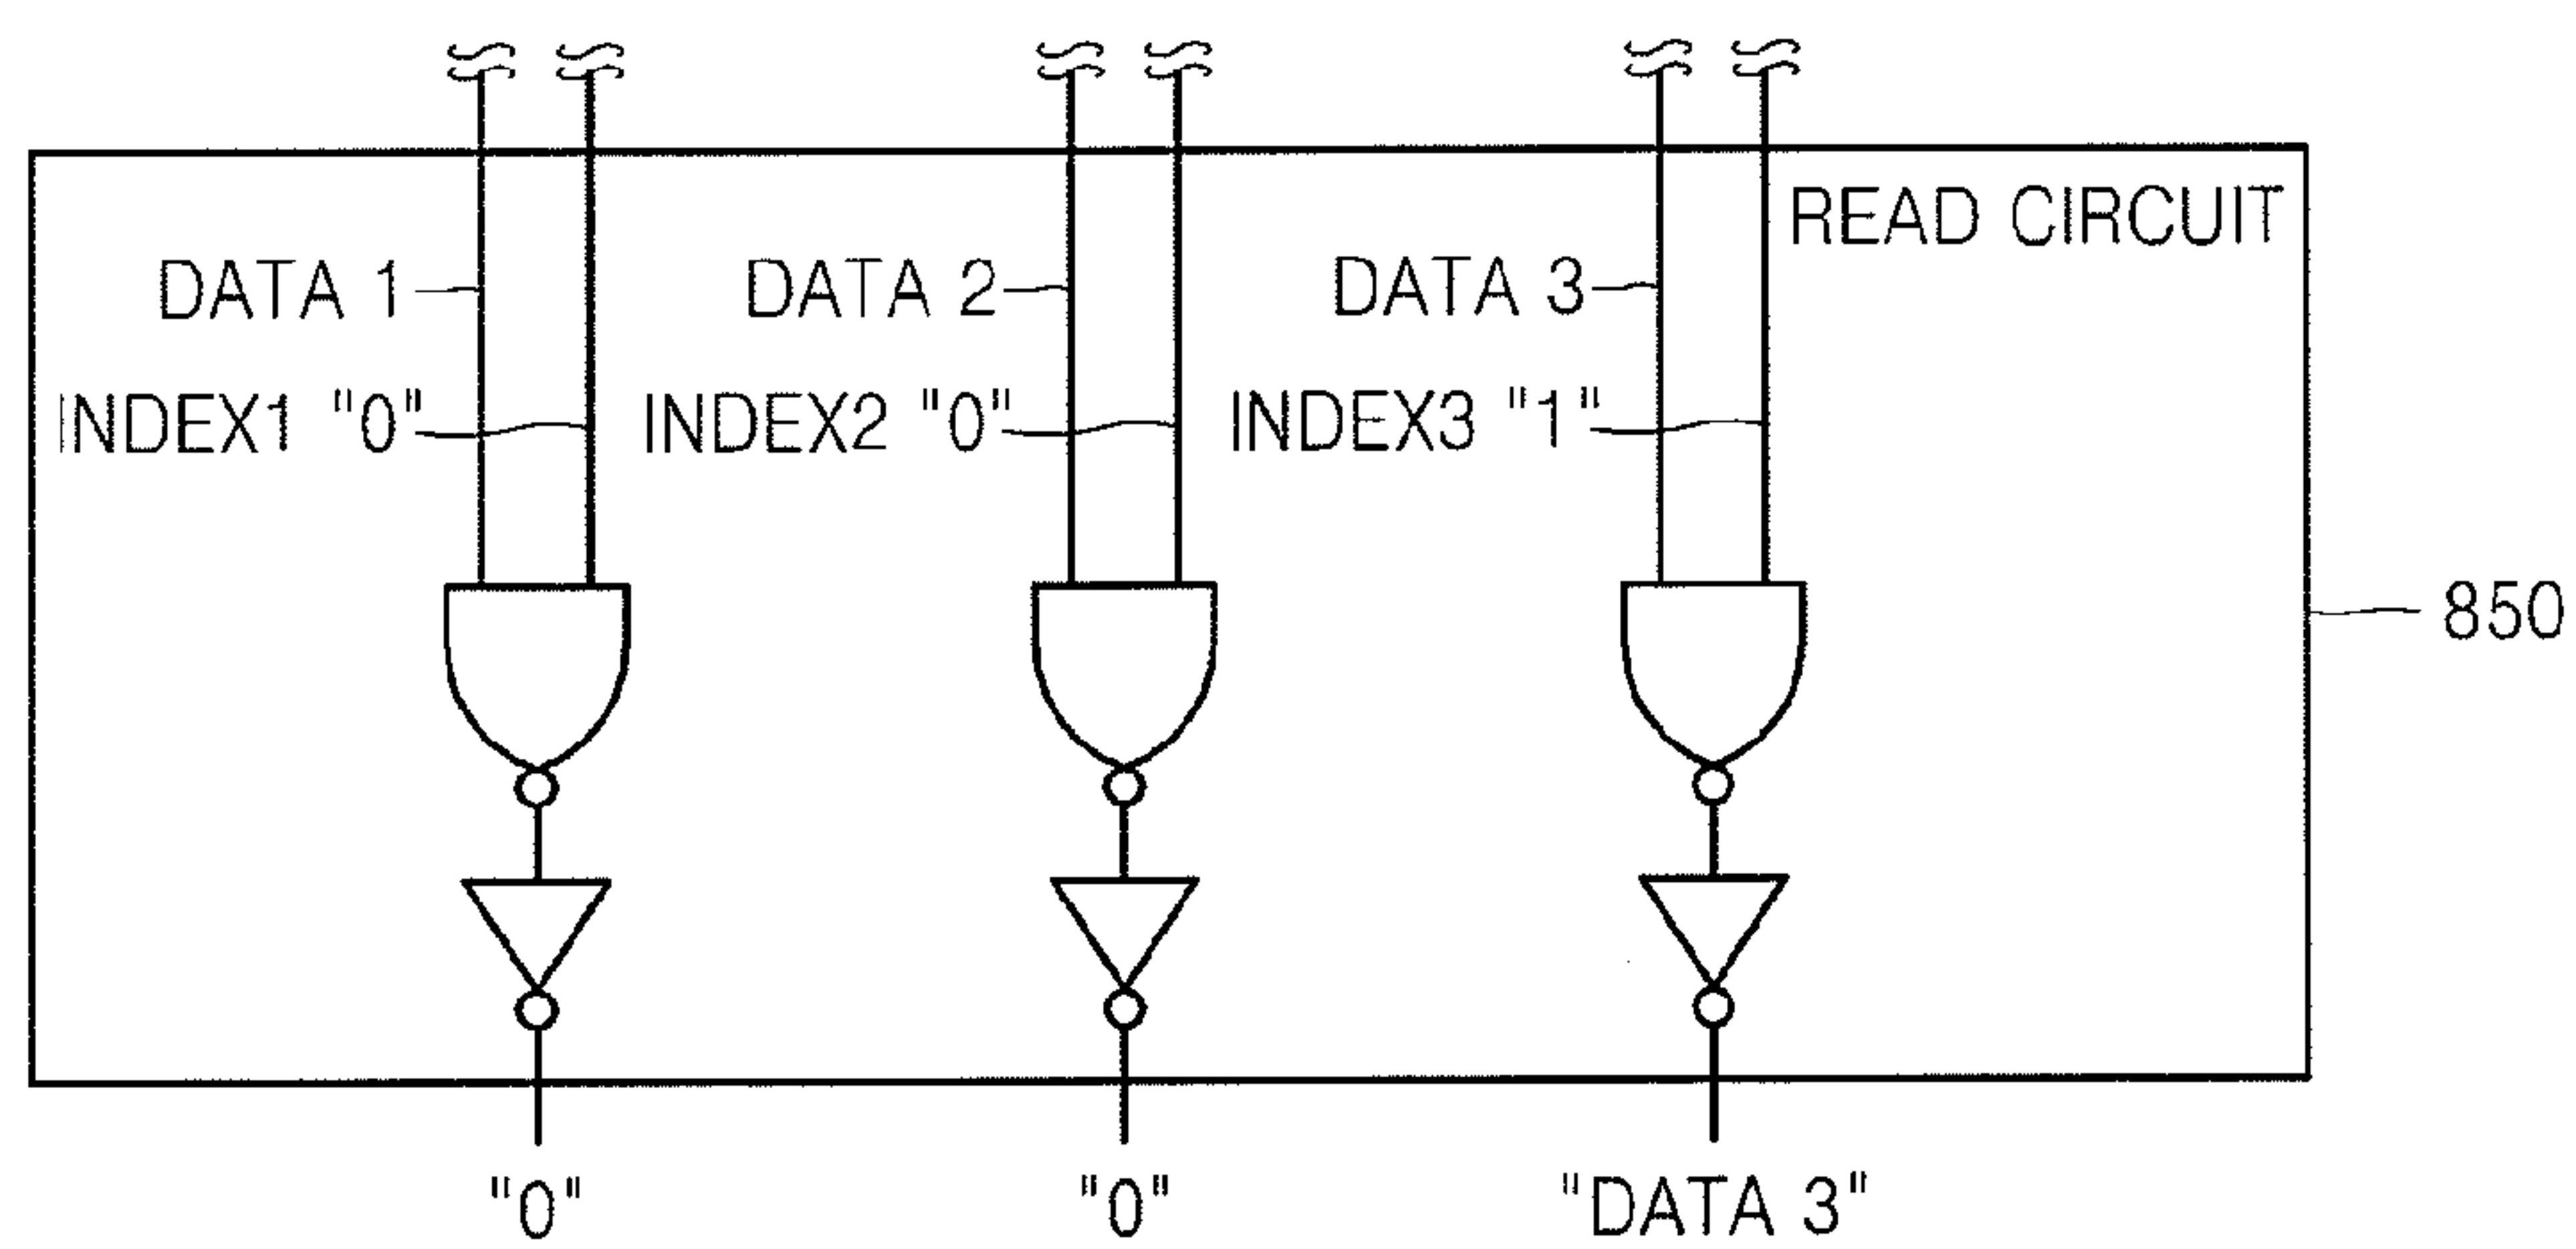 READ CIRCUIT
DATA 1 DATA 2 DATA 3
INDEX1 "0" INDEX2 "0" INDEX3 "1"
850
"0" "0" "DATA 3"